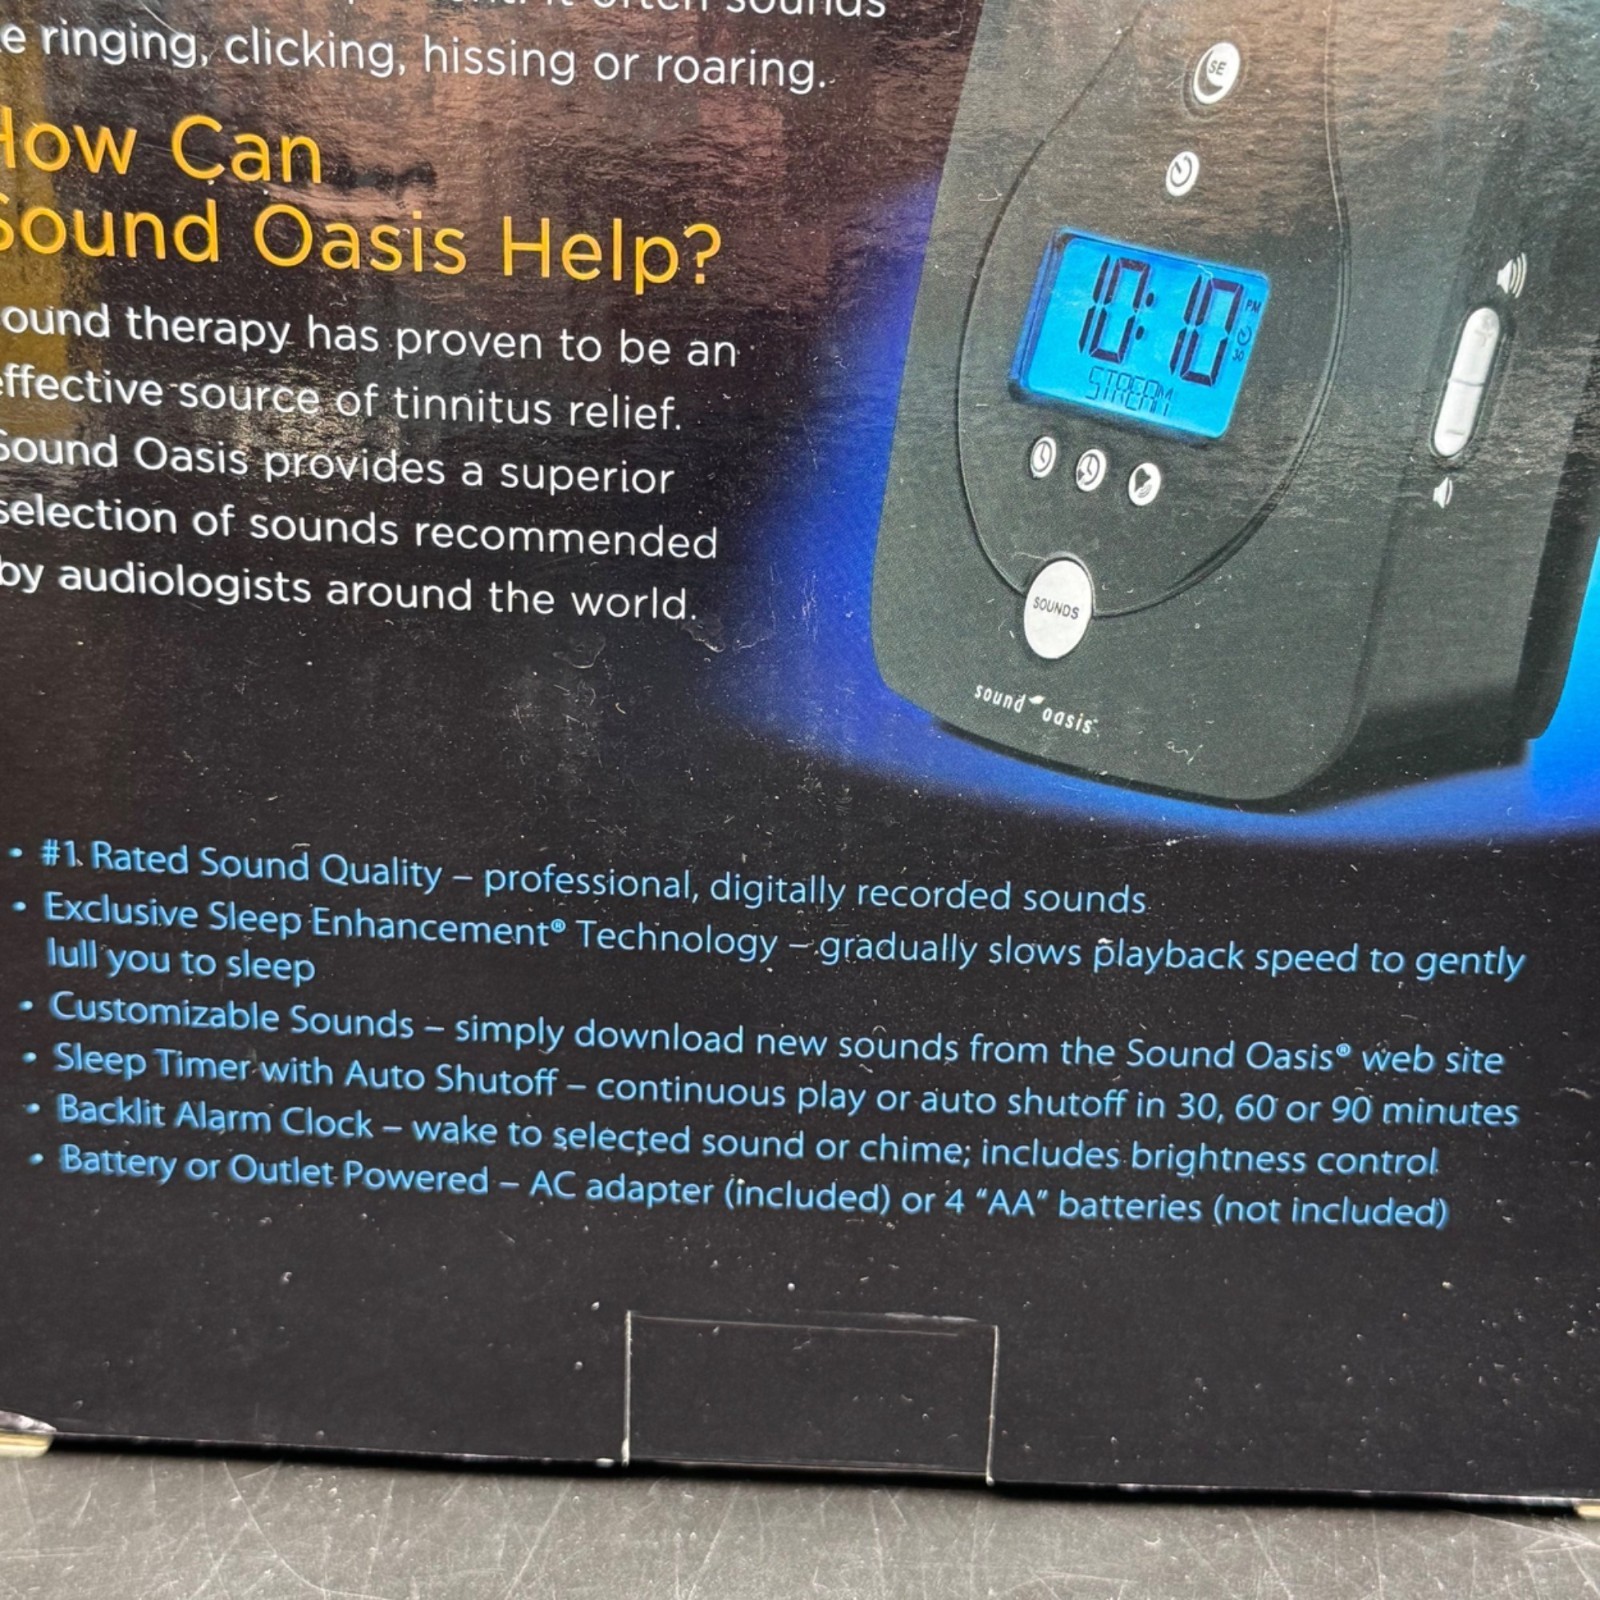 often sounds
ringing, clicking, hissing or roaring.
How Can
Sound Oasis Help?
ound therapy has proven to be an
effective source of tinnitus relief.
Sound Oasis provides a superior
selection of sounds recommended
by audiologists around the world.
SE
10:10 PM
30
STREAM
SOUNDS
sound oasis
• #1 Rated Sound Quality – professional, digitally recorded sounds
• Exclusive Sleep Enhancement® Technology – gradually slows playback speed to gently
lull you to sleep
• Customizable Sounds – simply download new sounds from the Sound Oasis® web site
• Sleep Timer with Auto Shutoff – continuous play or auto shutoff in 30, 60 or 90 minutes
• Backlit Alarm Clock – wake to selected sound or chime; includes brightness control
• Battery or Outlet Powered – AC adapter (included) or 4 “AA” batteries (not included)